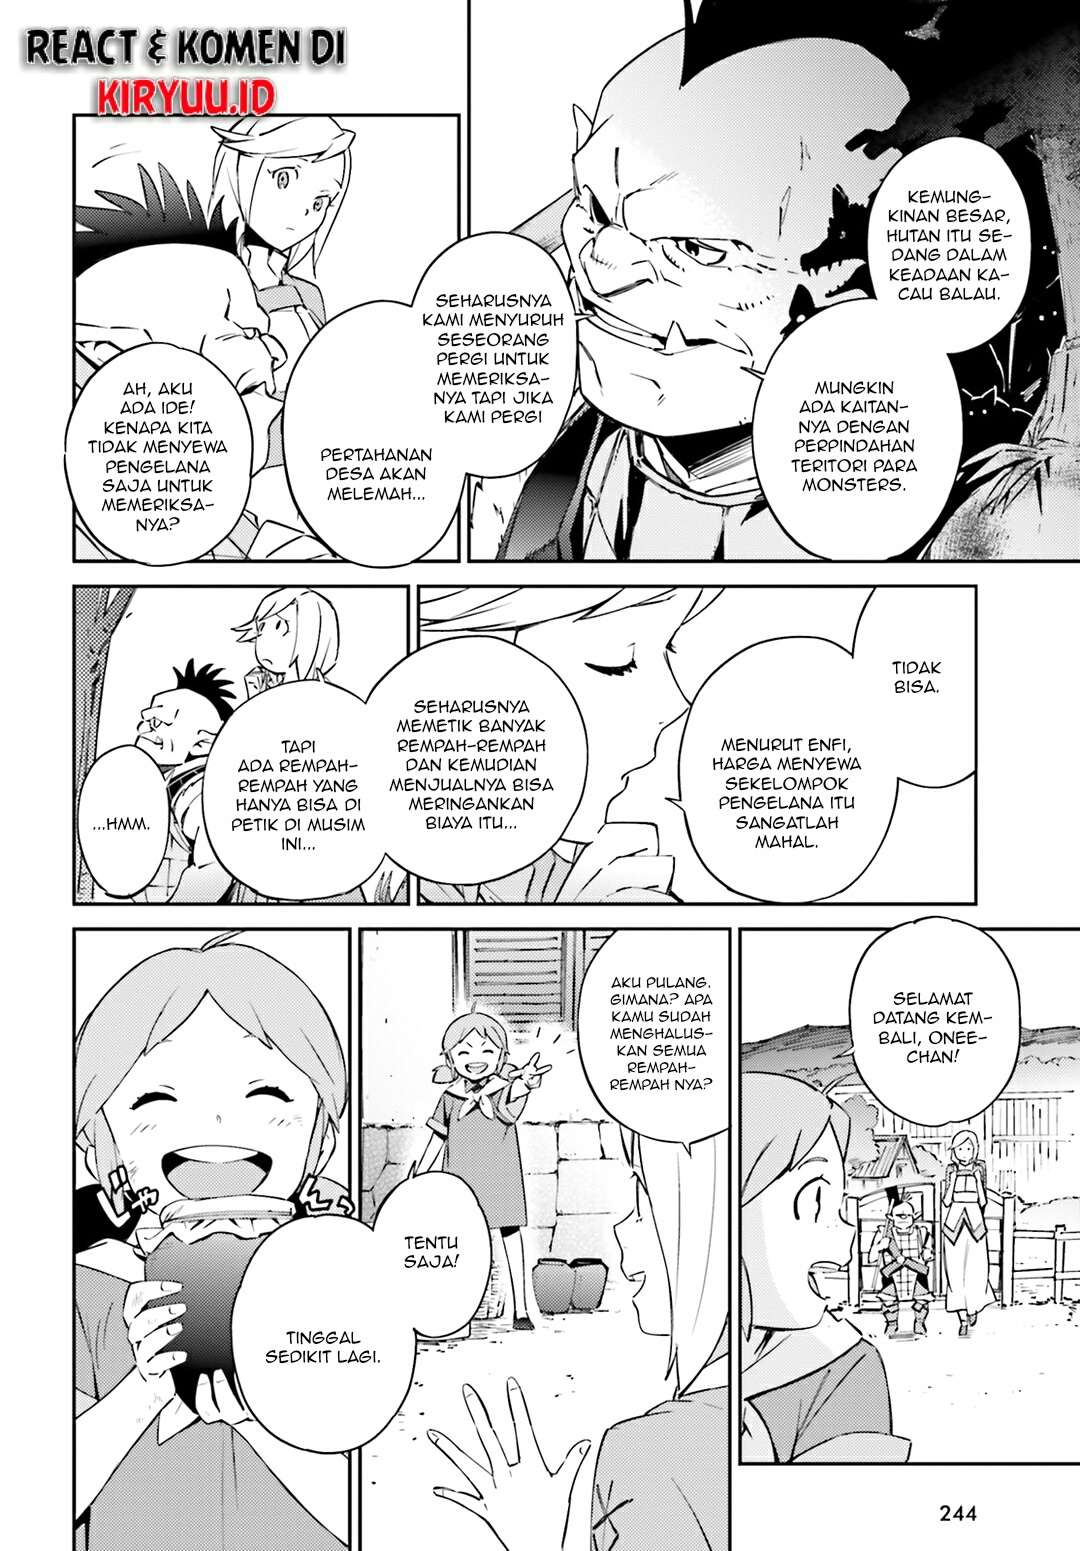 REACT & KOMEN DI
KIRYUU.ID
KEMUNG-
KINAN BESAR,
HUTAN ITU SE-
DANG DALAM
KEADAAN KA-
CAU BALAU.
MUNGKIN
ADA KAITAN-
NYA DENGAN
PERPINDAHAN
TERITORI PARA
MONSTERS.
SEHARUSNYA
KAMI MENYURUH
SESEORANG
PERGI UNTUK
MEMERIKSA-
NYA TAPI JIKA
KAMI PERGI
PERTAHANAN
DESA AKAN
MELEMAH...
AH, AKU
ADA IDE!
KENAPA KITA
TIDAK MENYEWA
PENGELANA
SAJA UNTUK
MEMERIKSA-
NYA?
TIDAK
BISA.
MENURUT ENFI,
HARGA MENYEWA
SEKELOMPOK
PENGELANA ITU
SANGATLAH
MAHAL.
SEHARUSNYA
MEMETIK BANYAK
REMPAH-REMPAH
DAN KEMUDIAN
MENJUALNYA BISA
MERINGANKAN
BIAYA ITU...
TAPI
ADA REMPAH-
REMPAH YANG
HANYA BISA DI
PETIK DI MUSIM
INI...
...HMM.
SELAMAT
DATANG KEM-
BALI, ONEE-
CHAN!
AKU PULANG.
GIMANA? APA
KAMU SUDAH
MENGHALUS-
KAN SEMUA
REMPAH-
REMPAH NYA?
TENTU
SAJA!
TINGGAL
SEDIKIT LAGI.
244